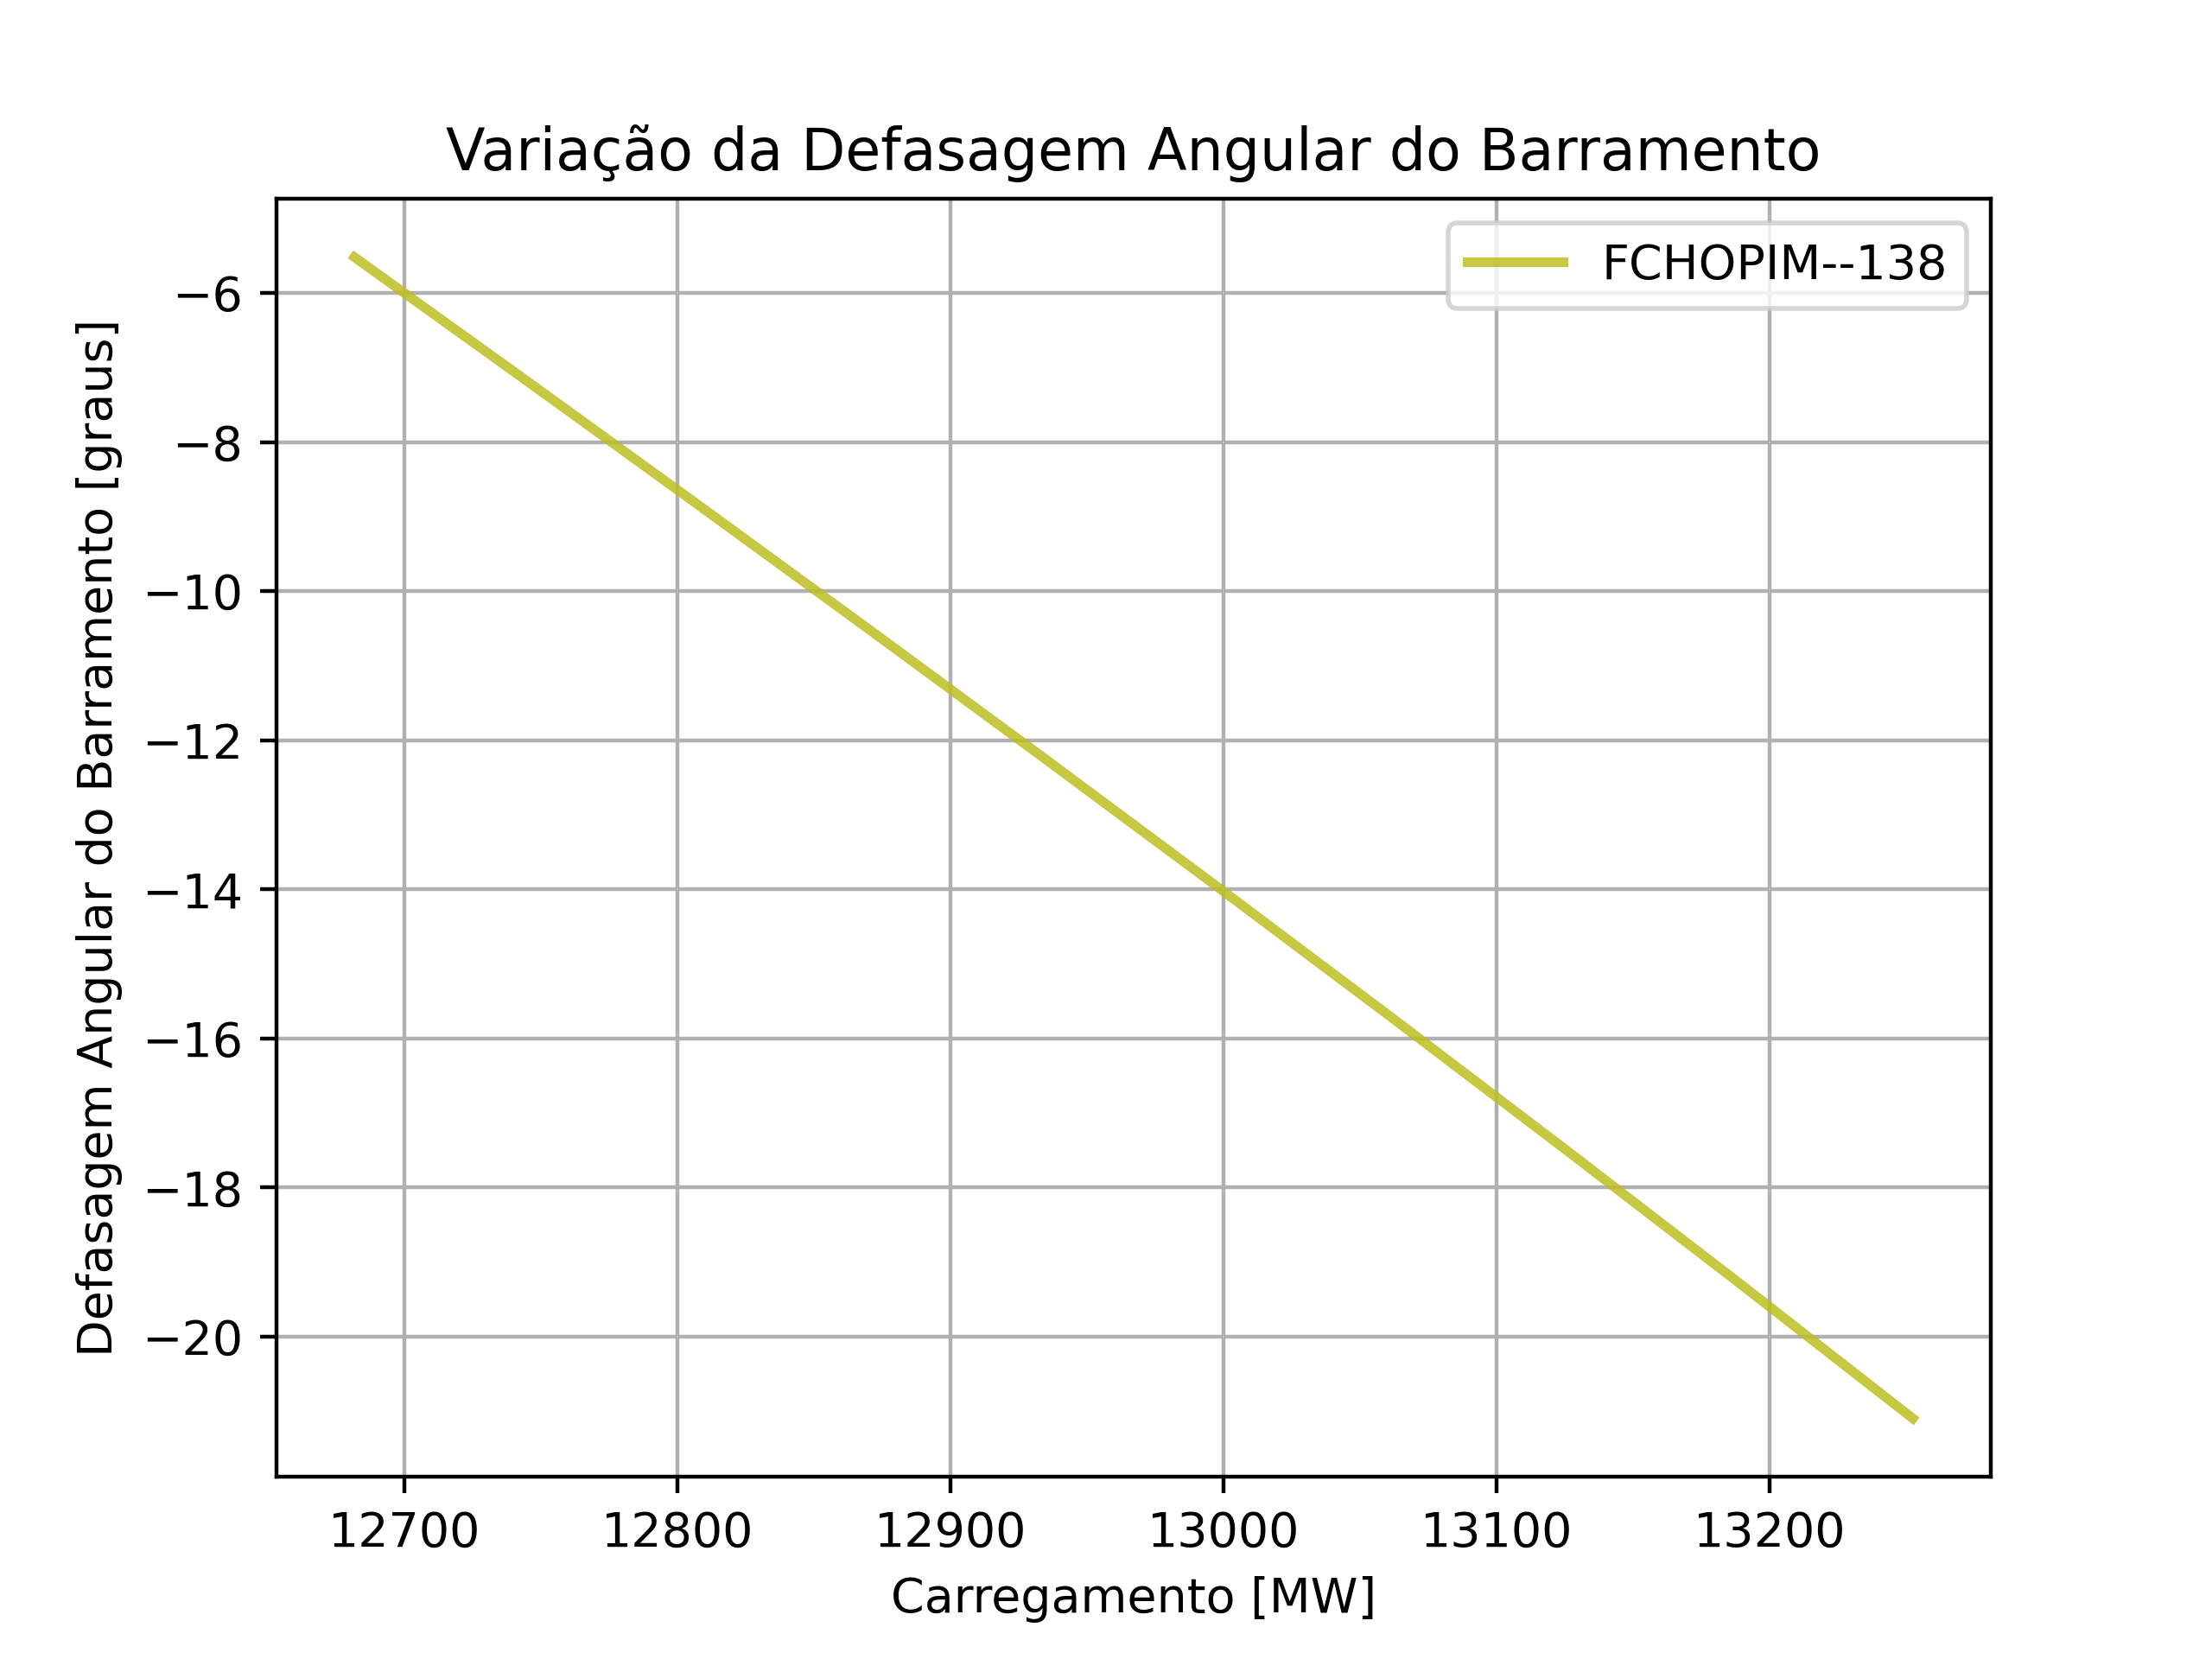 Variação da Defasagem Angular do Barramento
FCHOPIM--138
Defasagem Angular do Barramento [graus]
−6
−8
−10
−12
−14
−16
−18
−20
12700 12800 12900 13000 13100 13200
Carregamento [MW]